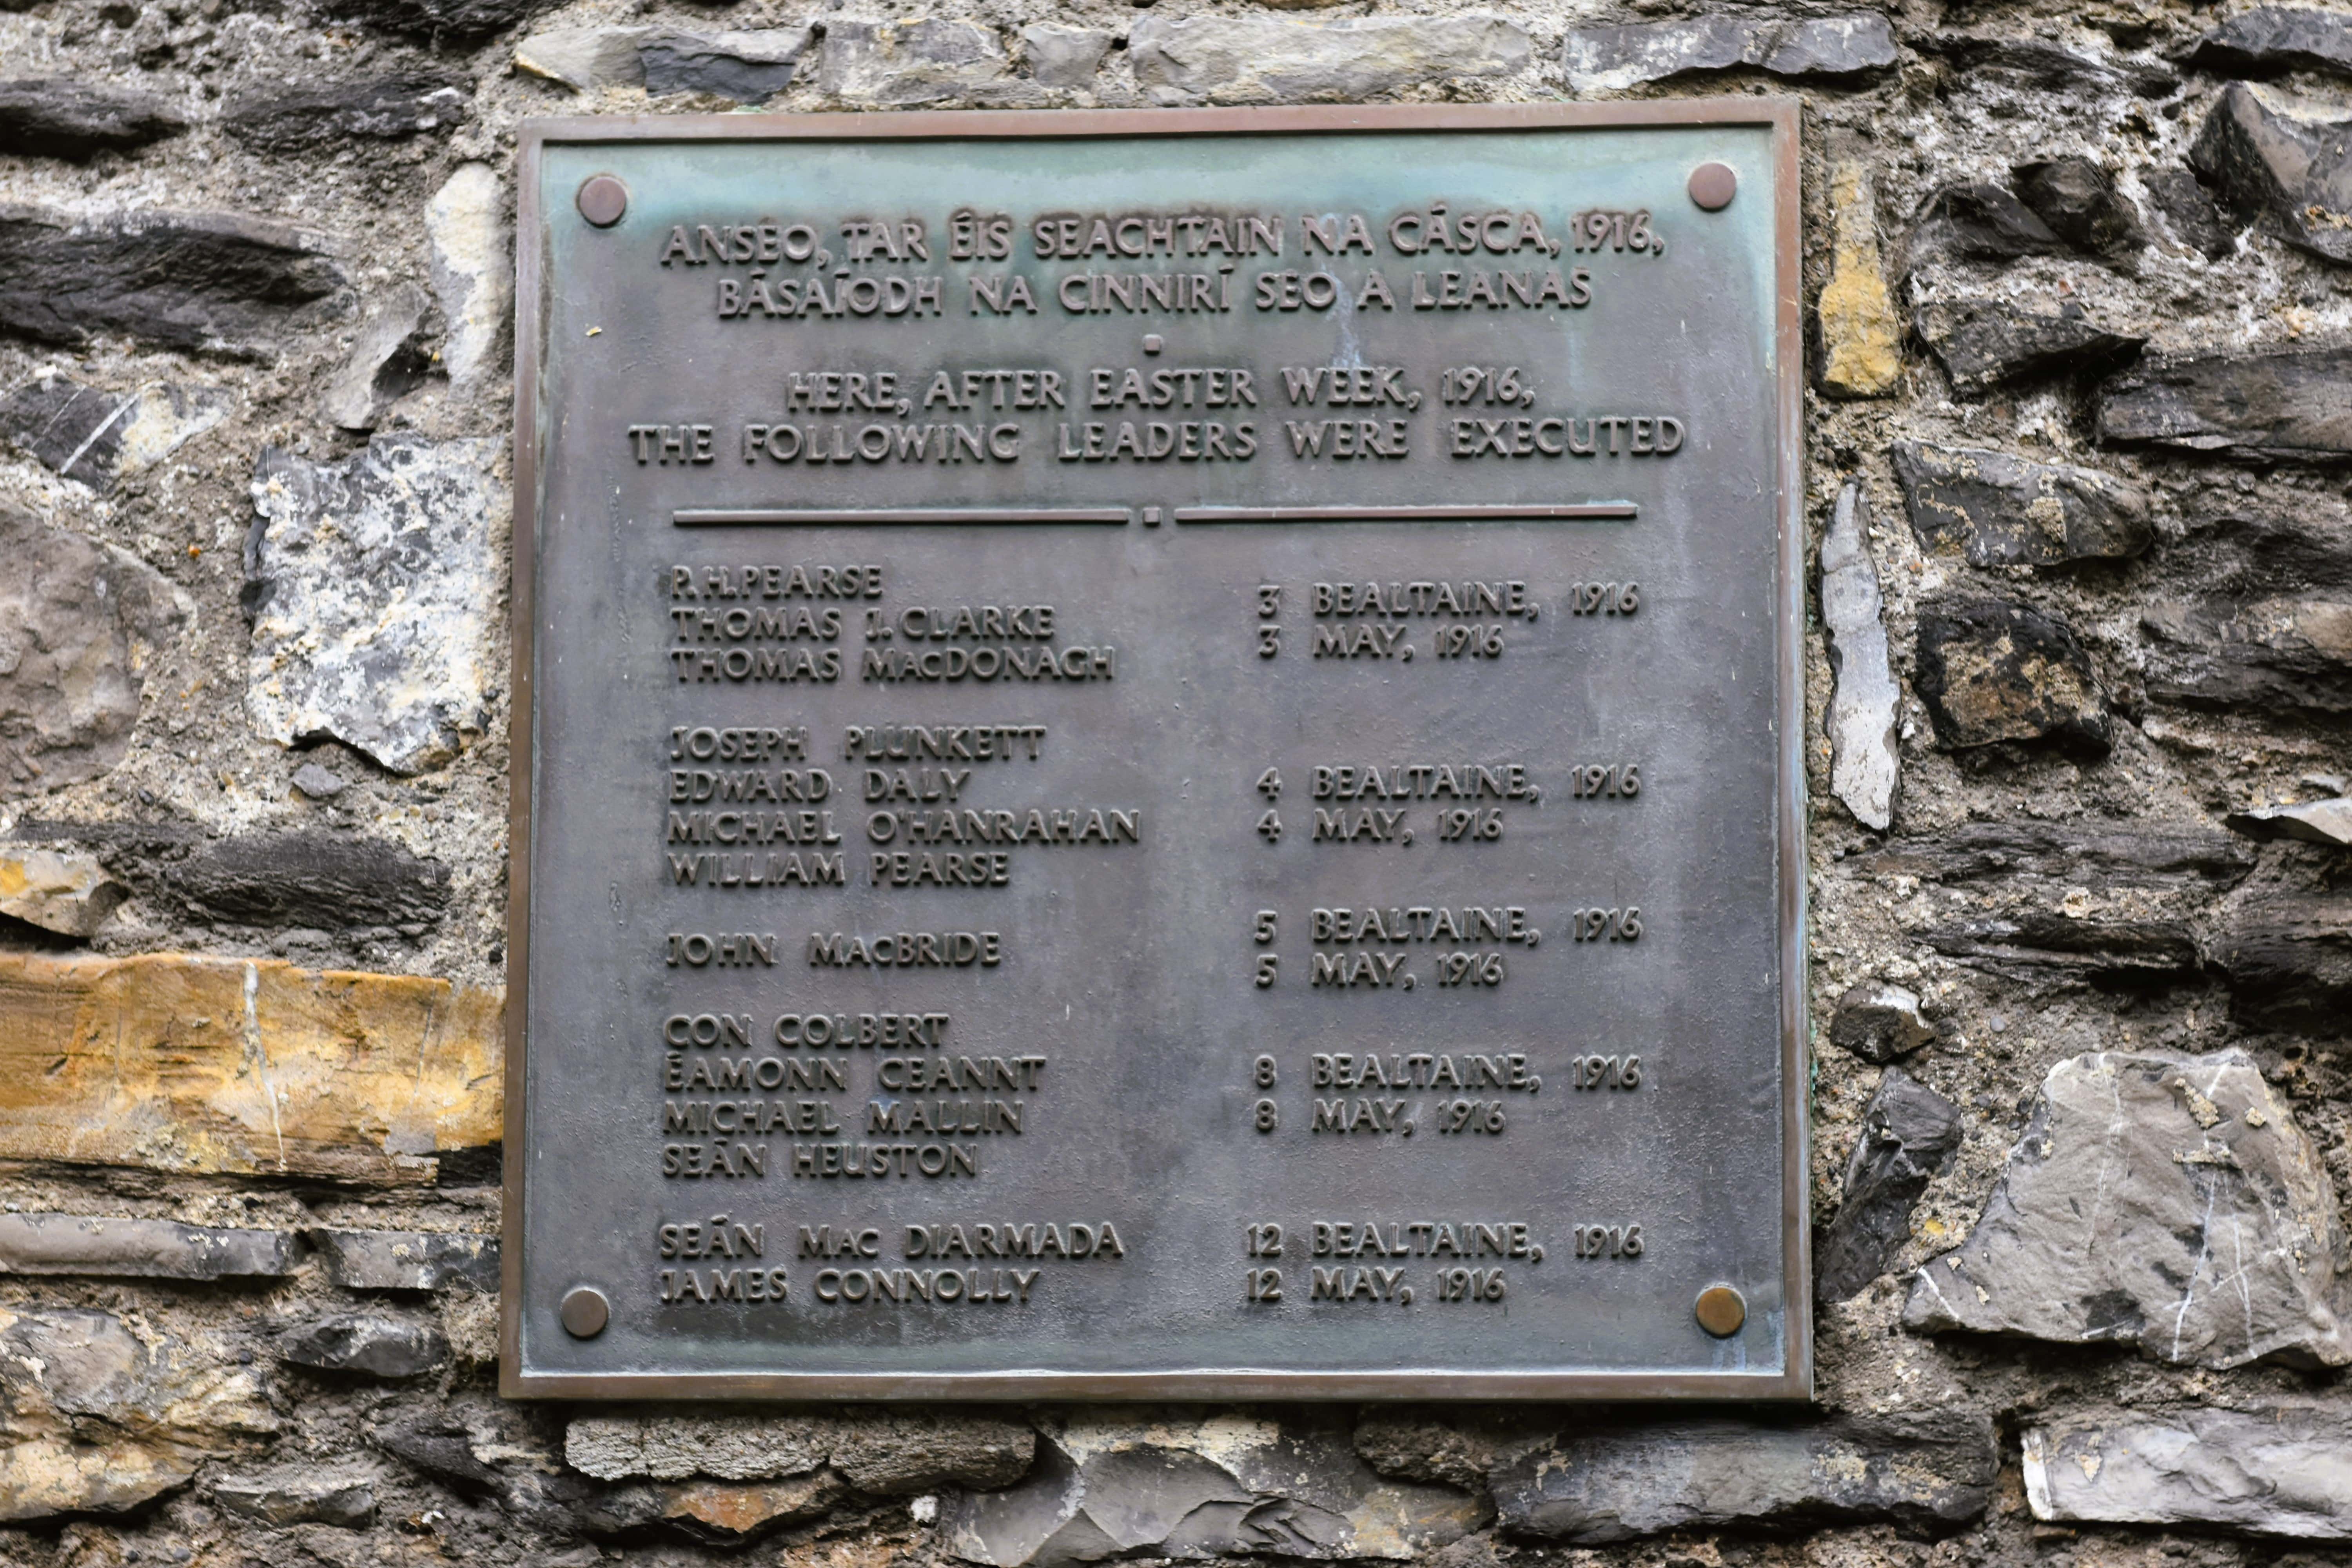 ANSEO, TAR ÉIS SEACHTAIN NA CÁSCA, 1916,
BÁSAÍODH NA CINNIRÍ SEO A LEANAS
HERE, AFTER EASTER WEEK, 1916,
THE FOLLOWING LEADERS WERE EXECUTED
P. H. PEARSE
THOMAS J. CLARKE
THOMAS MACDONAGH
3 BEALTAINE, 1916
3 MAY, 1916
JOSEPH PLUNKETT
EDWARD DALY
MICHAEL O'HANRAHAN
WILLIAM PEARSE
4 BEALTAINE, 1916
4 MAY, 1916
JOHN MACBRIDE
5 BEALTAINE, 1916
5 MAY, 1916
CON COLBERT
ÉAMONN CEANNT
MICHAEL MALLIN
SEÁN HEUSTON
8 BEALTAINE, 1916
8 MAY, 1916
SEÁN MAC DIARMADA
JAMES CONNOLLY
12 BEALTAINE, 1916
12 MAY, 1916